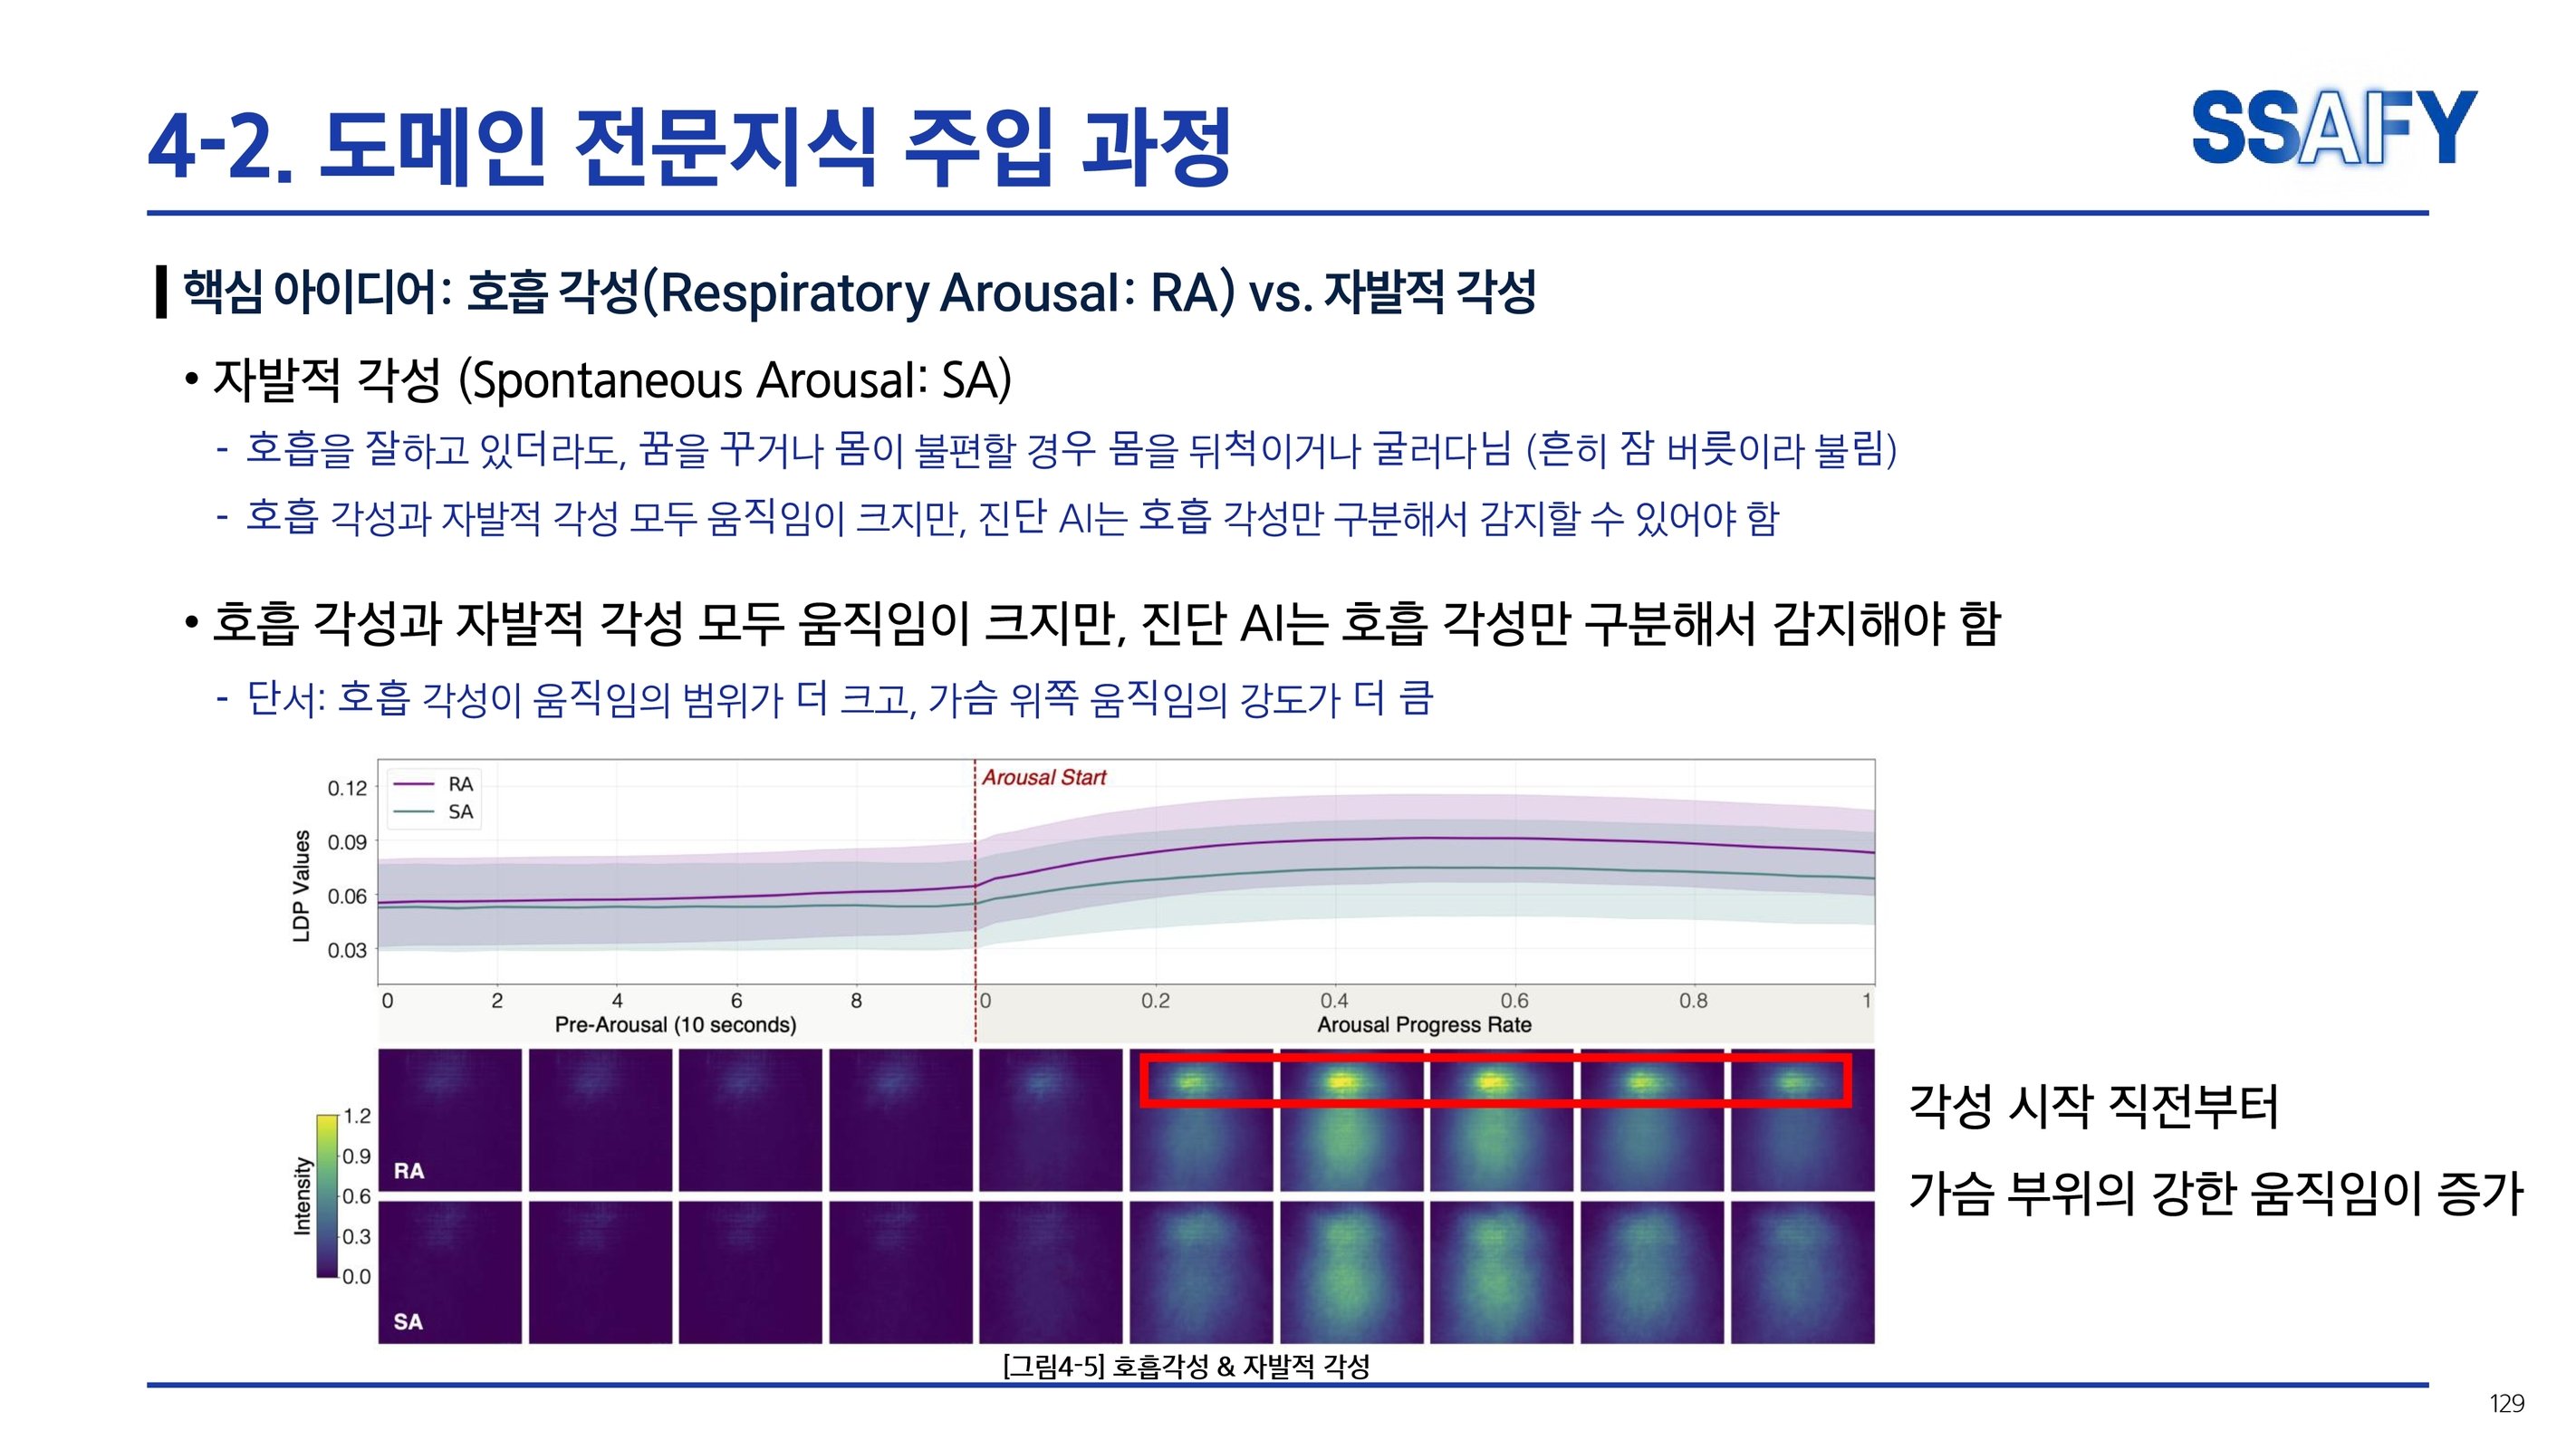 4-2. 도메인 전문지식 주입 과정
SSAFY
핵심 아이디어: 호흡 각성(Respiratory Arousal: RA) vs. 자발적 각성
• 자발적 각성 (Spontaneous Arousal: SA)
- 호흡을 잘하고 있더라도, 꿈을 꾸거나 몸이 불편할 경우 몸을 뒤척이거나 굴러다님 (흔히 잠 버릇이라 불림)
- 호흡 각성과 자발적 각성 모두 움직임이 크지만, 진단 AI는 호흡 각성만 구분해서 감지할 수 있어야 함
• 호흡 각성과 자발적 각성 모두 움직임이 크지만, 진단 AI는 호흡 각성만 구분해서 감지해야 함
- 단서: 호흡 각성이 움직임의 범위가 더 크고, 가슴 위쪽 움직임의 강도가 더 큼
LDP Values
0.12
0.09
0.06
0.03
RA
SA
Arousal Start
0 2 4 6 8 0 0.2 0.4 0.6 0.8 1
Pre-Arousal (10 seconds) Arousal Progress Rate
Intensity
1.2
0.9
0.6
0.3
0.0
RA
SA
각성 시작 직전부터
가슴 부위의 강한 움직임이 증가
[그림4-5] 호흡각성 & 자발적 각성
129